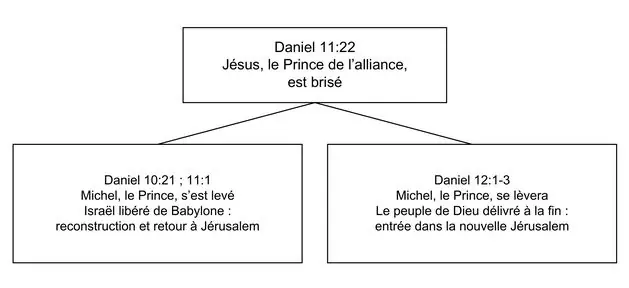 Daniel 11:22
Jésus, le Prince de l’alliance,
est brisé
Daniel 10:21 ; 11:1
Michel, le Prince, s’est levé
Israël libéré de Babylone :
reconstruction et retour à Jérusalem
Daniel 12:1-3
Michel, le Prince, se lèvera
Le peuple de Dieu délivré à la fin :
entrée dans la nouvelle Jérusalem